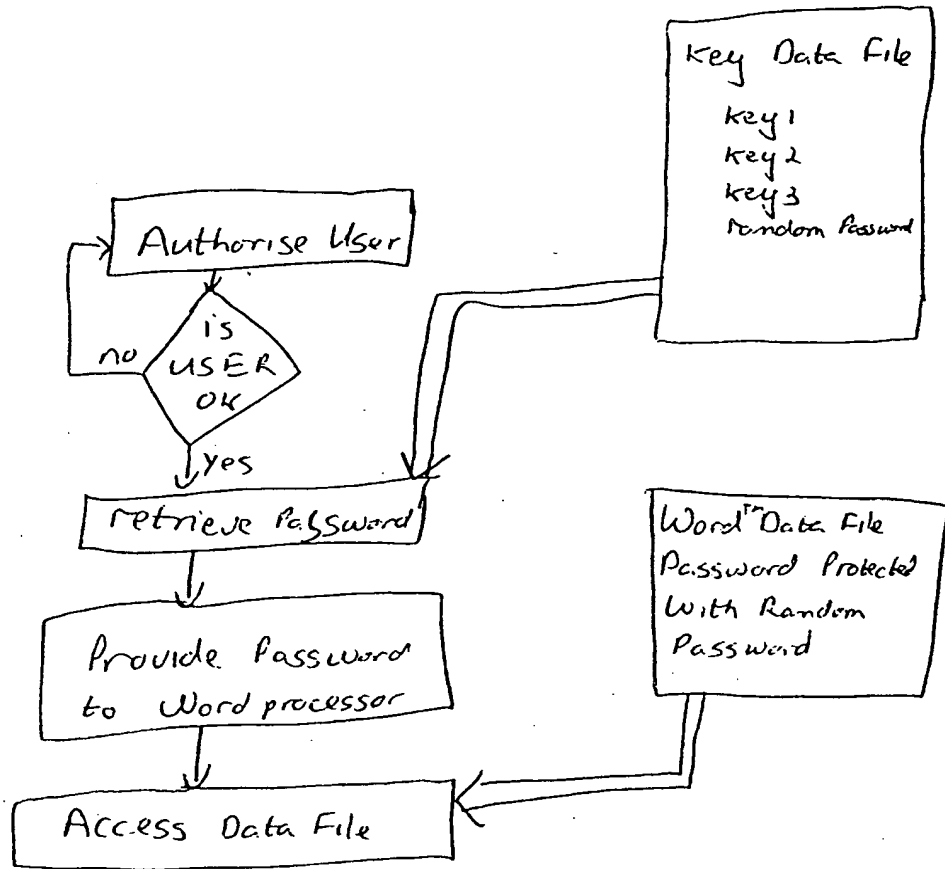 Key Data File
Key 1
Key 2
Key 3
random Password
Authorise User
is
USER
OK
no
Yes
retrieve Password
Word™ Data File
Password Protected
With Random
Password
Provide Password
to Word processor
Access Data File